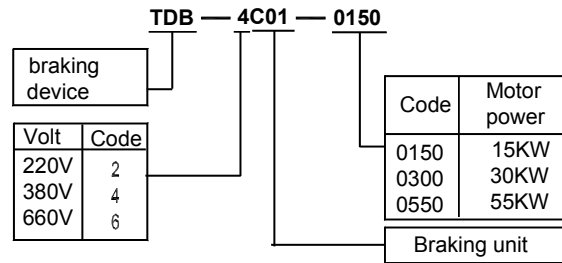 TDB — 4C01 — 0150
braking
device
Volt Code
220V 2
380V 4
660V 6
Code Motor power
0150 15KW
0300 30KW
0550 55KW
Braking unit